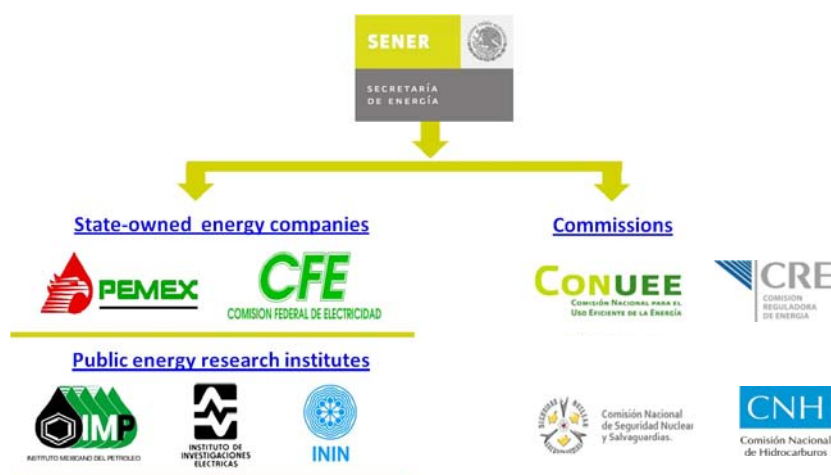 SENER
SECRETARÍA
DE ENERGÍA
State-owned energy companies
Commissions
PEMEX
CFE
COMISION FEDERAL DE ELECTRICIDAD
CONUEE
COMISIÓN NACIONAL PARA EL
USO EFICIENTE DE LA ENERGÍA
CRE
COMISIÓN
REGULADORA
DE ENERGÍA
Public energy research institutes
IMP
INSTITUTO MEXICANO DEL PETROLEO
INSTITUTO DE
INVESTIGACIONES
ELECTRICAS
ININ
Comisión Nacional
de Seguridad Nuclear
y Salvaguardias.
CNH
Comisión Nacional
de Hidrocarburos